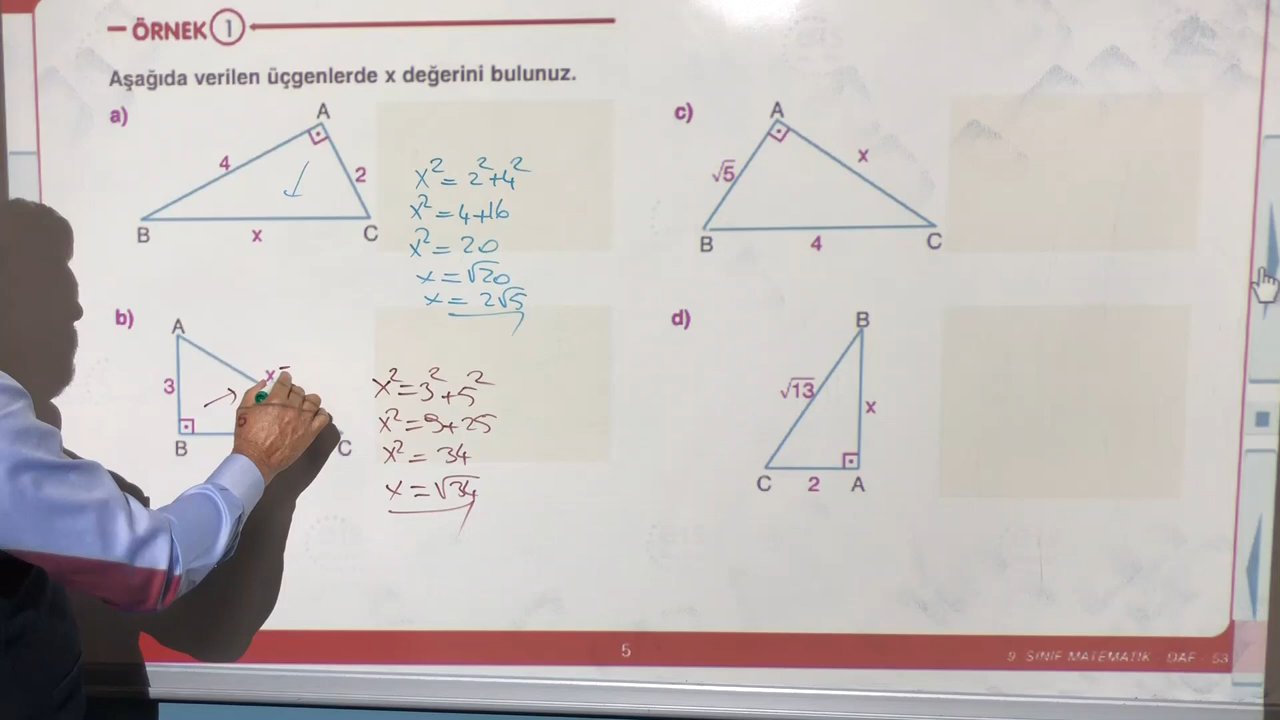 ÖRNEK 1
Aşağıda verilen üçgenlerde x değerini bulunuz.
a)
A
4
2
B
x
C
x² = 2² + 4²
x² = 4 + 16
x² = 20
x = √20
x = 2√5
b)
A
3
x
5
B
C
x² = 3² + 5²
x² = 9 + 25
x² = 34
x = √34
c)
A
√5
x
B
4
C
d)
B
√13
x
C
2
A
5
9. SINIF MATEMATİK DAF - 53